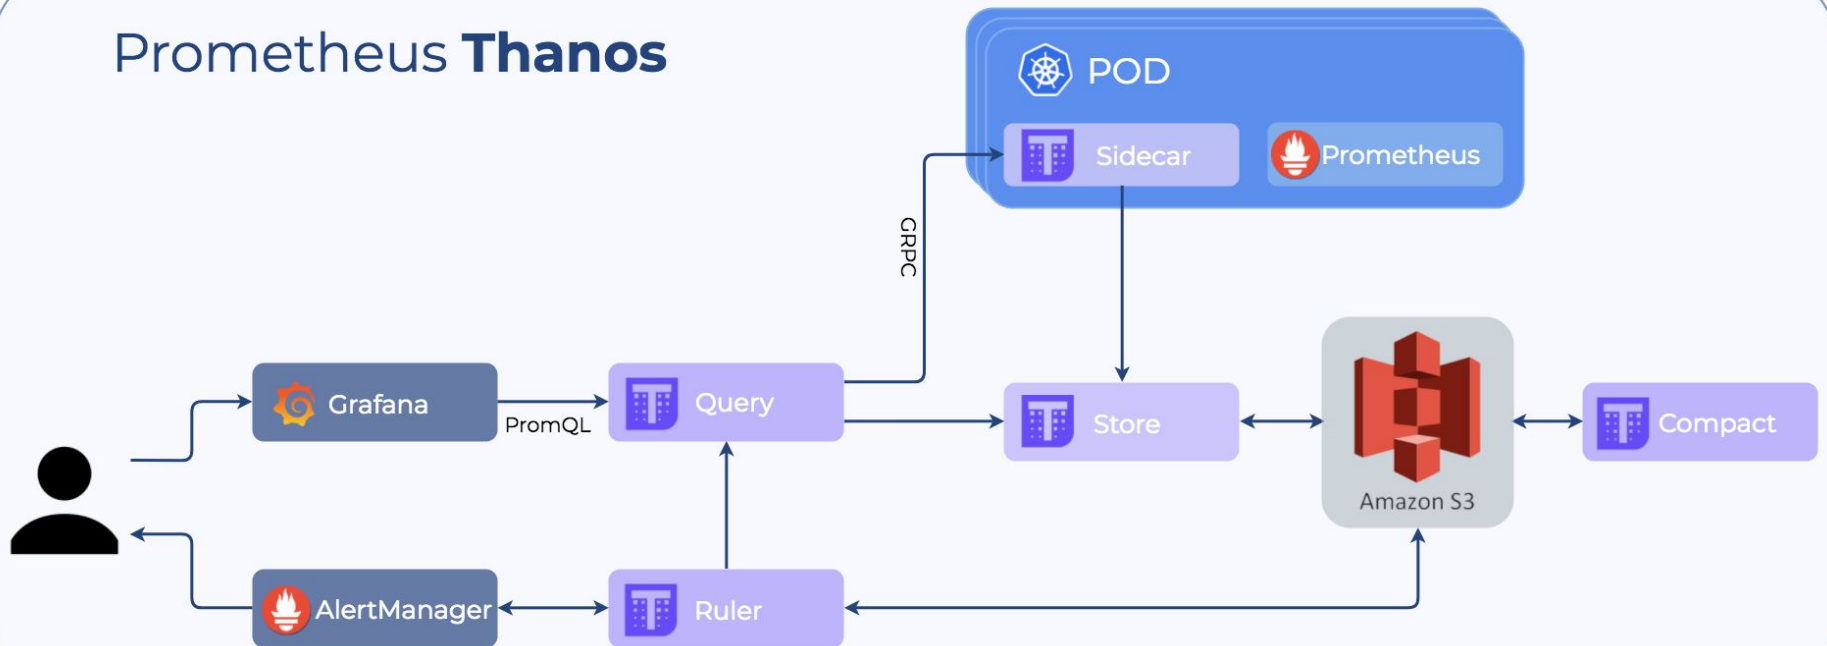 Prometheus Thanos
POD
Sidecar
Prometheus
GRPC
Grafana
PromQL
Query
Store
Amazon S3
Compact
AlertManager
Ruler